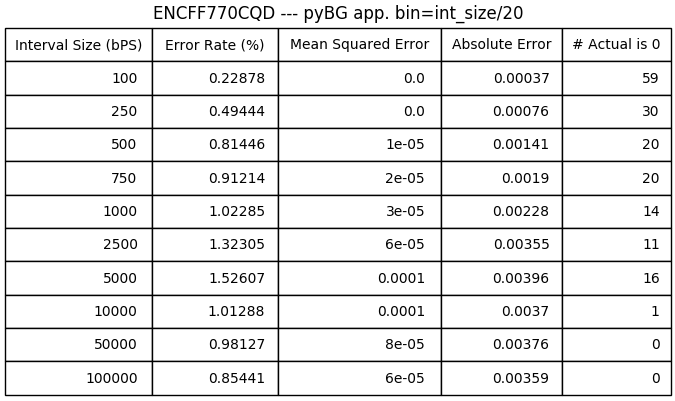 ENCFF770CQD --- pyBG app. bin=int_size/20
Interval Size (bPS) Error Rate (%) Mean Squared Error Absolute Error # Actual is 0
100 0.22878 0.0 0.00037 59
250 0.49444 0.0 0.00076 30
500 0.81446 1e-05 0.00141 20
750 0.91214 2e-05 0.0019 20
1000 1.02285 3e-05 0.00228 14
2500 1.32305 6e-05 0.00355 11
5000 1.52607 0.0001 0.00396 16
10000 1.01288 0.0001 0.0037 1
50000 0.98127 8e-05 0.00376 0
100000 0.85441 6e-05 0.00359 0